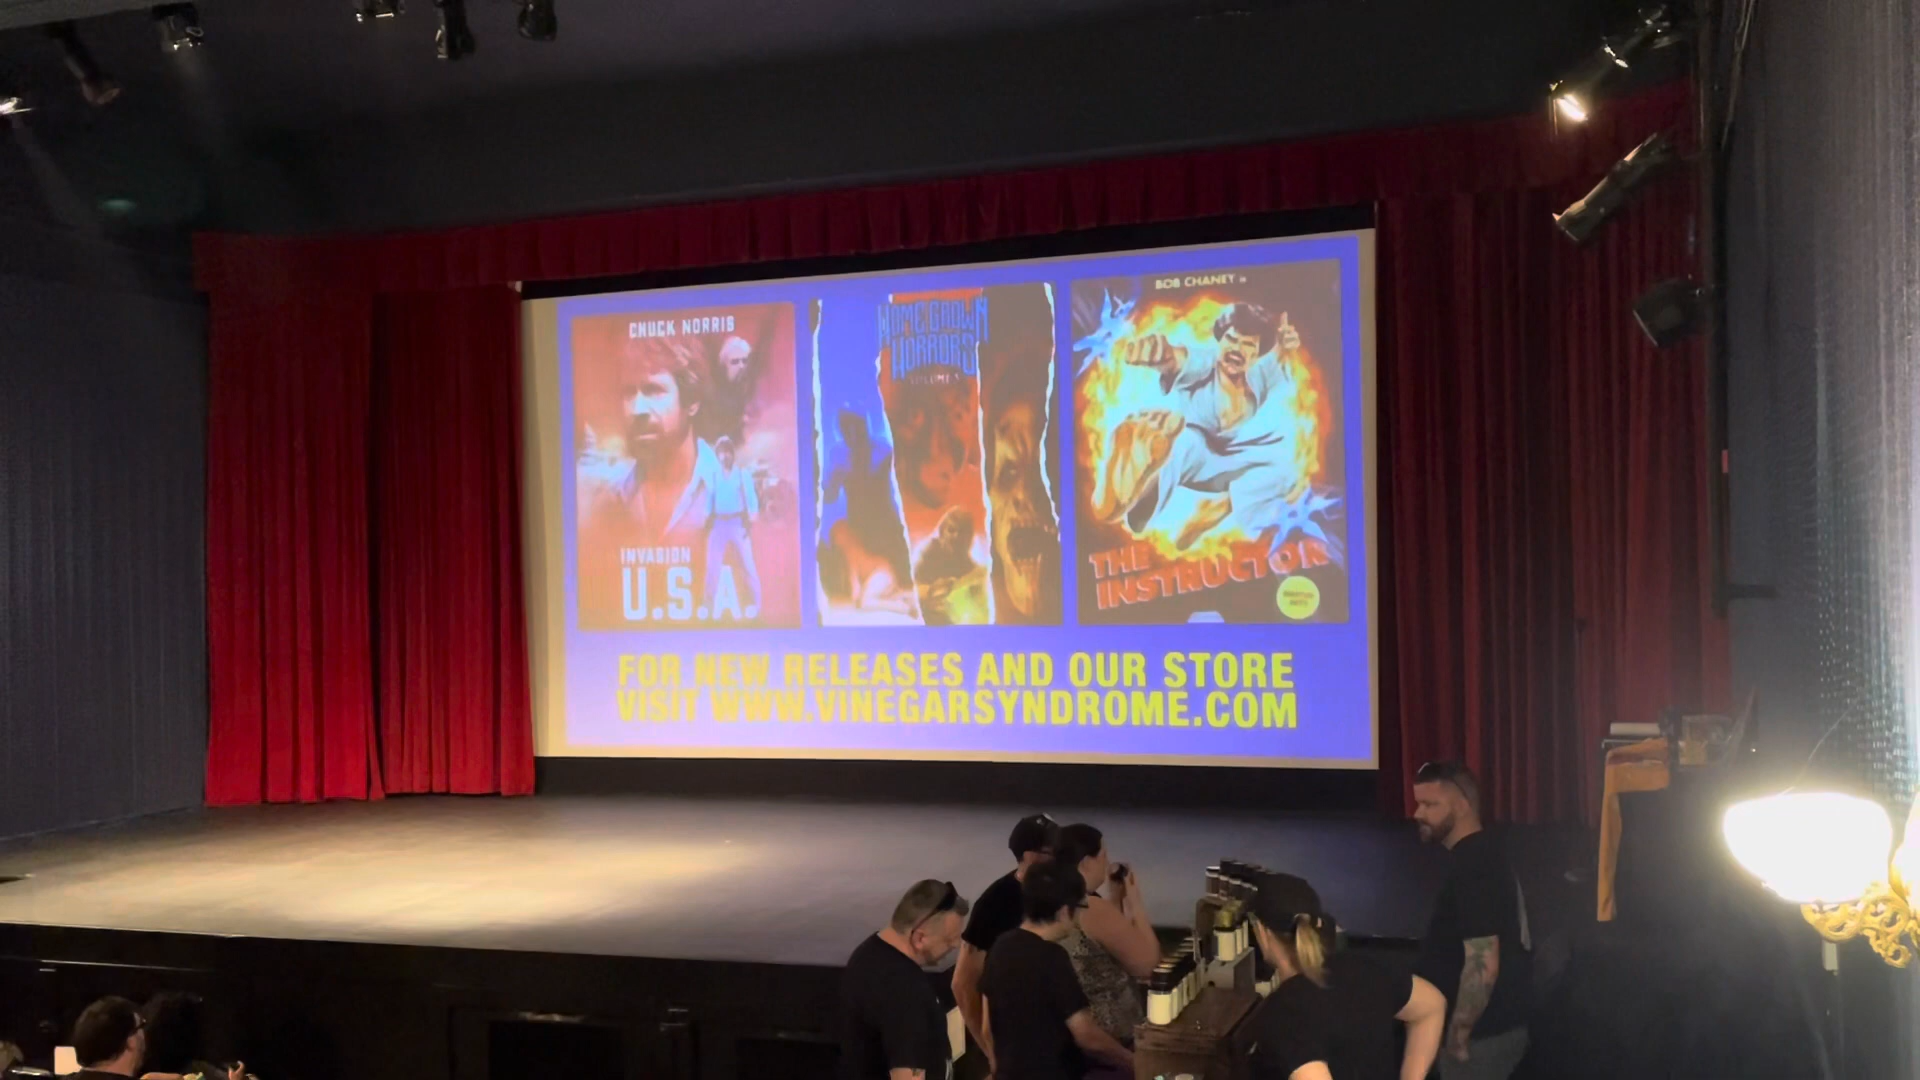 CHUCK NORRIS
INVASION
U.S.A.
HOMEGROWN
HORRORS
BOB CHANEY is
THE
INSTRUCTOR
FOR NEW RELEASES AND OUR STORE
VISIT WWW.VINEGARSYNDROME.COM